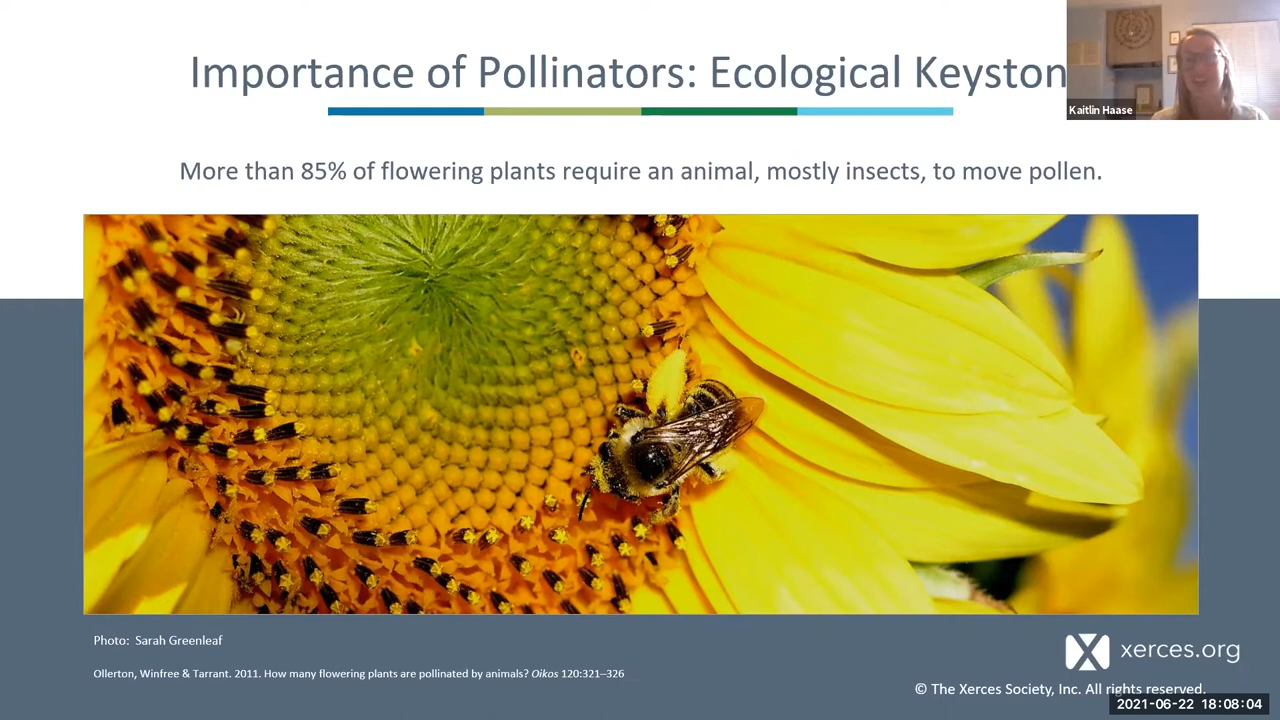 Importance of Pollinators: Ecological Keyston
Kaitlin Haase
More than 85% of flowering plants require an animal, mostly insects, to move pollen.
Photo: Sarah Greenleaf
Ollerton, Winfree & Tarrant. 2011. How many flowering plants are pollinated by animals? Oikos 120:321–326
xerces.org
© The Xerces Society, Inc. All rights reserved.
2021-06-22 18:08:04